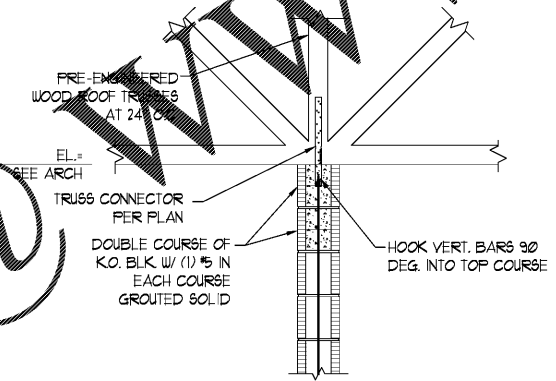 PRE-ENGINEERED
WOOD ROOF TRUSSES
AT 24" O.C.
EL.=
SEE ARCH
TRUSS CONNECTOR
PER PLAN
DOUBLE COURSE OF
K.O. BLK W/ (1) #5 IN
EACH COURSE
GROUTED SOLID
HOOK VERT. BARS 90
DEG. INTO TOP COURSE
@ WW